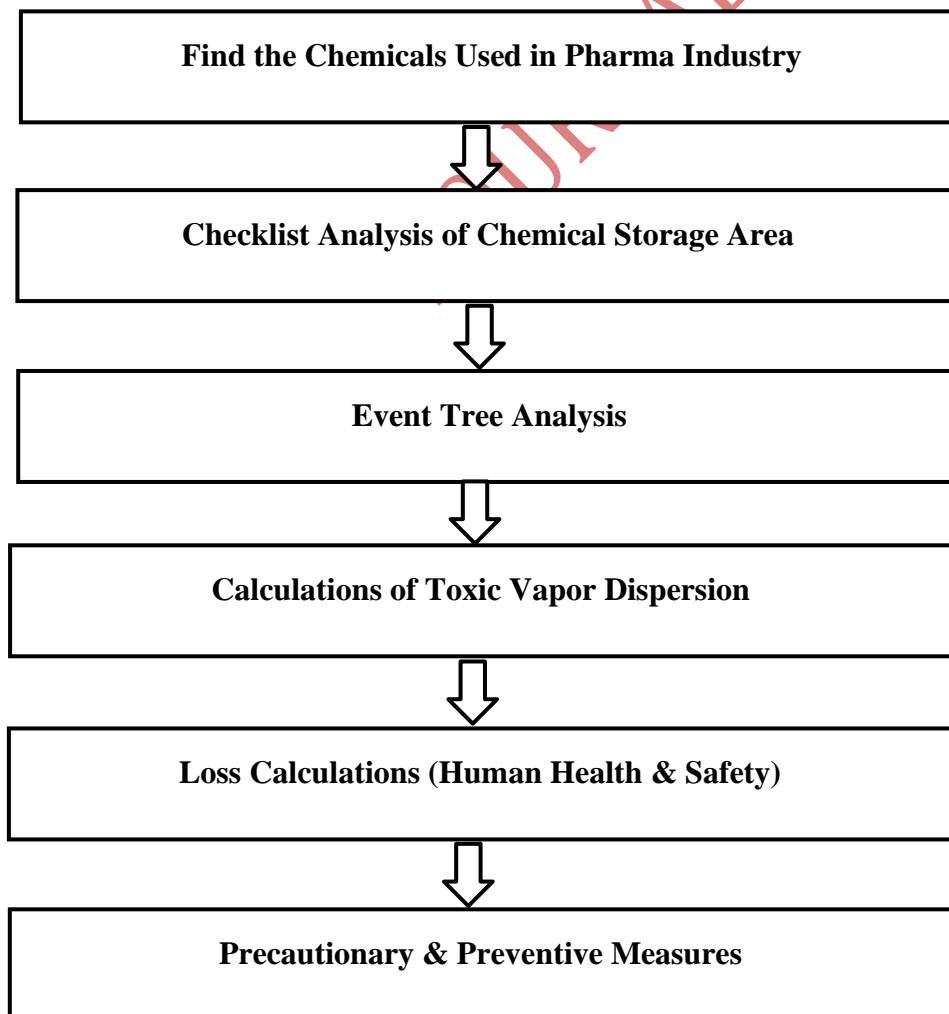 Find the Chemicals Used in Pharma Industry
Checklist Analysis of Chemical Storage Area
Event Tree Analysis
Calculations of Toxic Vapor Dispersion
Loss Calculations (Human Health & Safety)
Precautionary & Preventive Measures